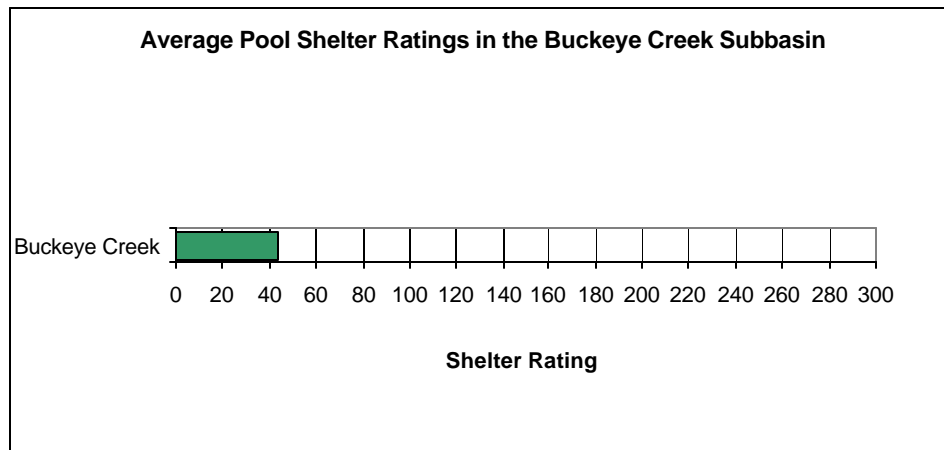 Average Pool Shelter Ratings in the Buckeye Creek Subbasin
Buckeye Creek
0 20 40 60 80 100 120 140 160 180 200 220 240 260 280 300
Shelter Rating